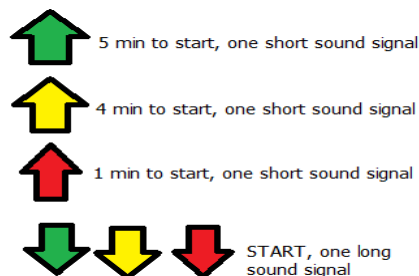 5 min to start, one short sound signal
4 min to start, one short sound signal
1 min to start, one short sound signal
START, one long
sound signal